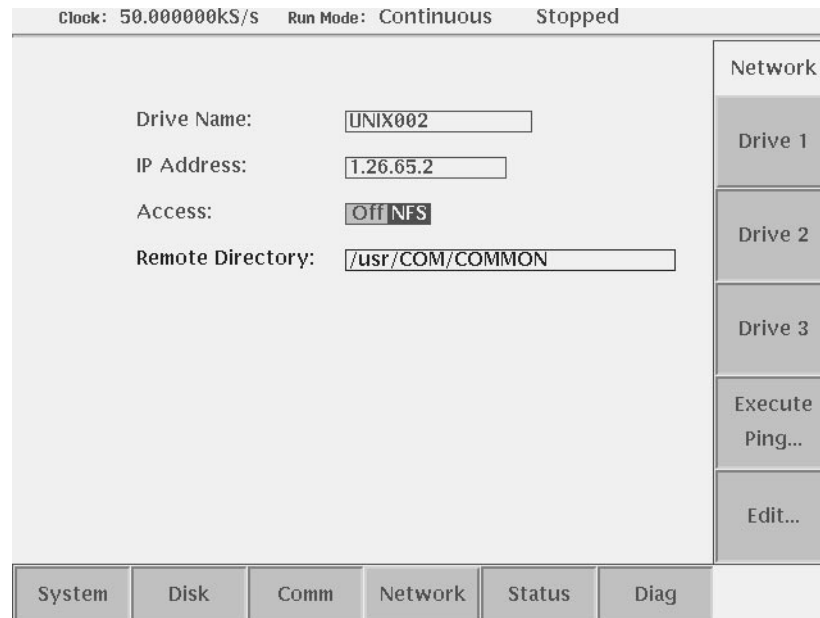 Clock: 50.000000kS/s Run Mode: Continuous Stopped
Network
Drive Name: UNIX002
IP Address: 1.26.65.2
Access: Off NFS
Remote Directory: /usr/COM/COMMON
Drive 1
Drive 2
Drive 3
Execute
Ping...
Edit...
System Disk Comm Network Status Diag